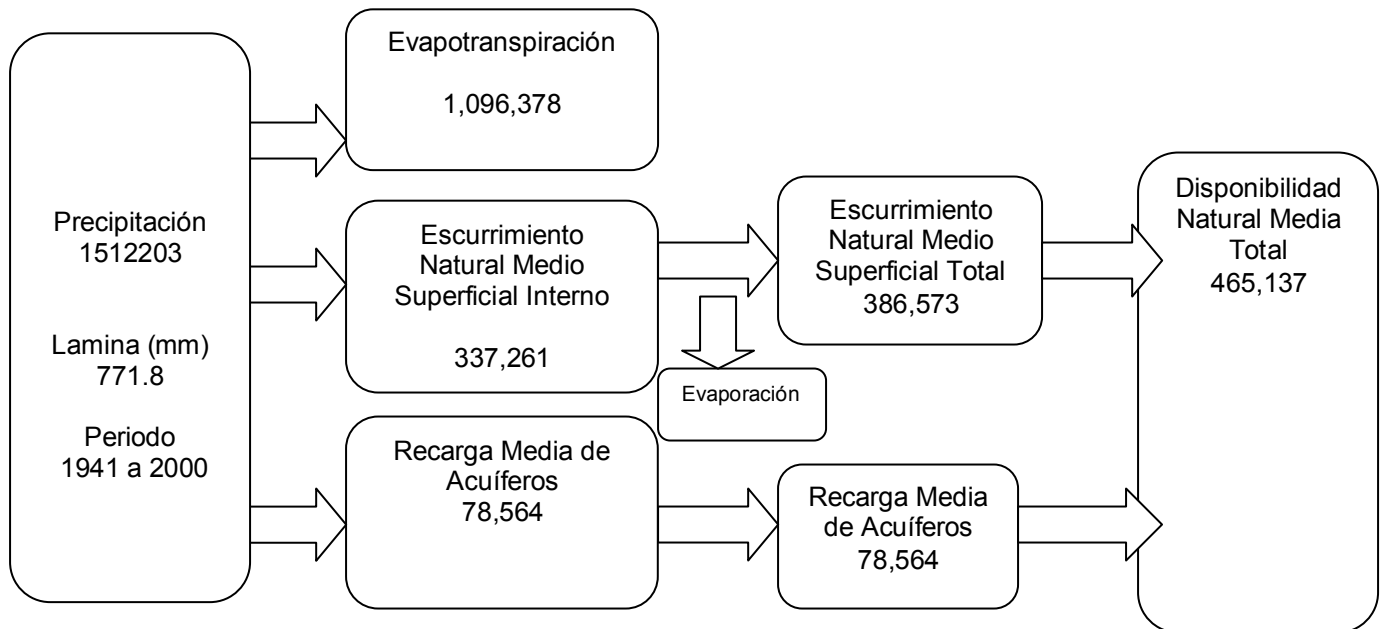 Precipitación
1512203
Lamina (mm)
771.8
Periodo
1941 a 2000
Evapotranspiración
1,096,378
Escurrimiento
Natural Medio
Superficial Interno
337,261
Recarga Media de
Acuíferos
78,564
Evaporación
Escurrimiento
Natural Medio
Superficial Total
386,573
Recarga Media
de Acuíferos
78,564
Disponibilidad
Natural Media
Total
465,137